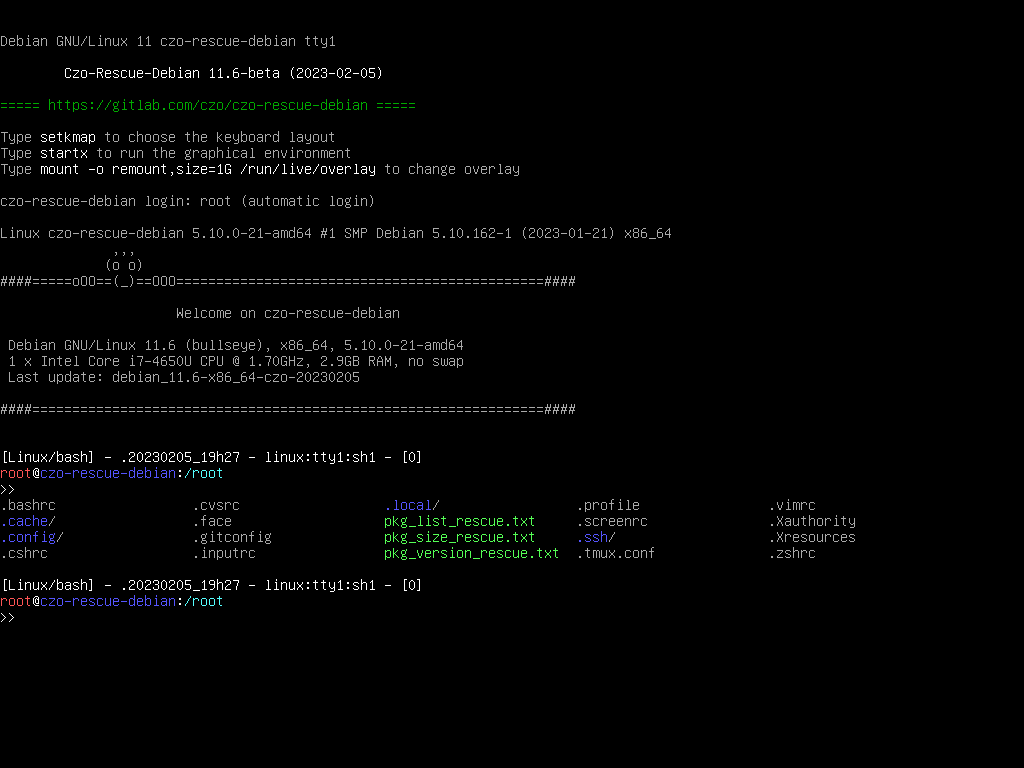 Debian GNU/Linux 11 czo-rescue-debian tty1
Czo-Rescue-Debian 11.6-beta (2023-02-05)
===== https://gitlab.com/czo/czo-rescue-debian =====
Type setkmap to choose the keyboard layout
Type startx to run the graphical environment
Type mount -o remount,size=1G /run/live/overlay to change overlay
czo-rescue-debian login: root (automatic login)
Linux czo-rescue-debian 5.10.0-21-amd64 #1 SMP Debian 5.10.162-1 (2023-01-21) x86_64
,,,
(o o)
####=====oOO==(_)==OOO==============================================####
Welcome on czo-rescue-debian
Debian GNU/Linux 11.6 (bullseye), x86_64, 5.10.0-21-amd64
1 x Intel Core i7-4650U CPU @ 1.70GHz, 2.9GB RAM, no swap
Last update: debian_11.6-x86_64-czo-20230205
####================================================================####
[Linux/bash] - .20230205_19h27 - linux:tty1:sh1 - [0]
root@czo-rescue-debian:/root
>>
.bashrc .cvsrc .local/ .profile .vimrc
.cache/ .face pkg_list_rescue.txt .screenrc .Xauthority
.config/ .gitconfig pkg_size_rescue.txt .ssh/ .Xresources
.cshrc .inputrc pkg_version_rescue.txt .tmux.conf .zshrc
[Linux/bash] - .20230205_19h27 - linux:tty1:sh1 - [0]
root@czo-rescue-debian:/root
>>